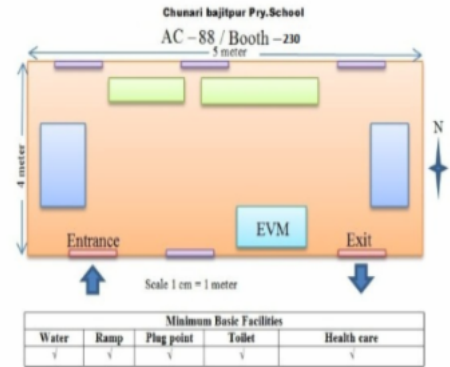 Chunari bajitpur Pry.School
AC – 88 / Booth – 230
5 meter
4 meter
N
EVM
Entrance
Exit
Scale 1 cm = 1 meter
Minimum Basic Facilities
Water Ramp Plug point Toilet Health care
√ √ √ √ √